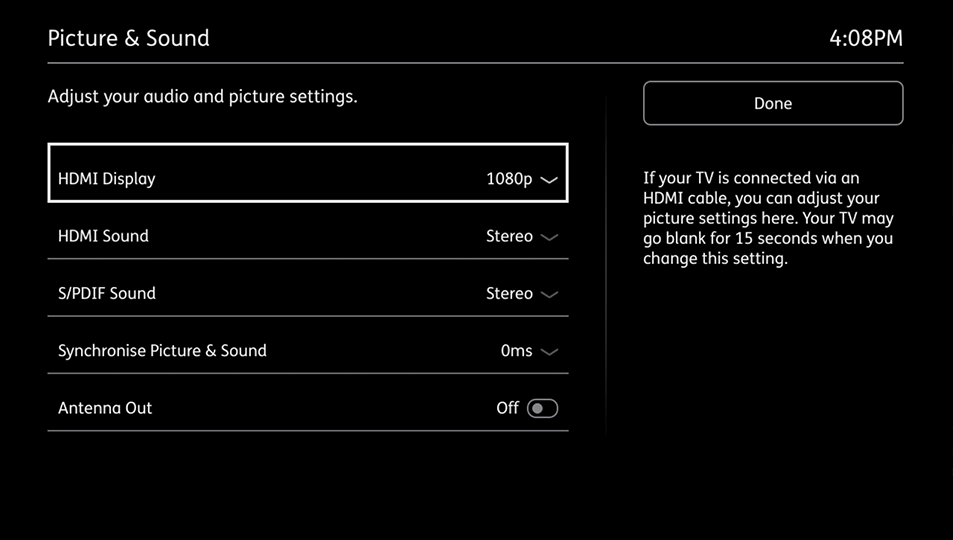 Picture & Sound
4:08PM
Adjust your audio and picture settings.
Done
HDMI Display 1080p
HDMI Sound Stereo
S/PDIF Sound Stereo
Synchronise Picture & Sound 0ms
Antenna Out Off
If your TV is connected via an
HDMI cable, you can adjust your
picture settings here. Your TV may
go blank for 15 seconds when you
change this setting.